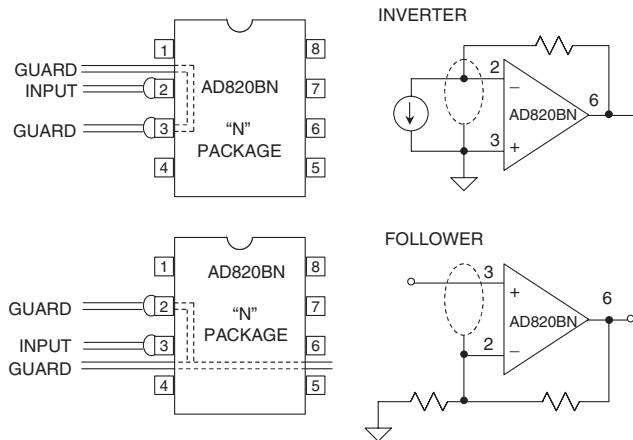 INVERTER
1
8
GUARD
INPUT
2
AD820BN
7
GUARD
3
“N”
PACKAGE
6
4
5
2
−
AD820BN
6
3
+
FOLLOWER
1
AD820BN
8
GUARD
2
“N”
PACKAGE
7
INPUT
3
6
GUARD
4
5
3
+
AD820BN
6
2
−